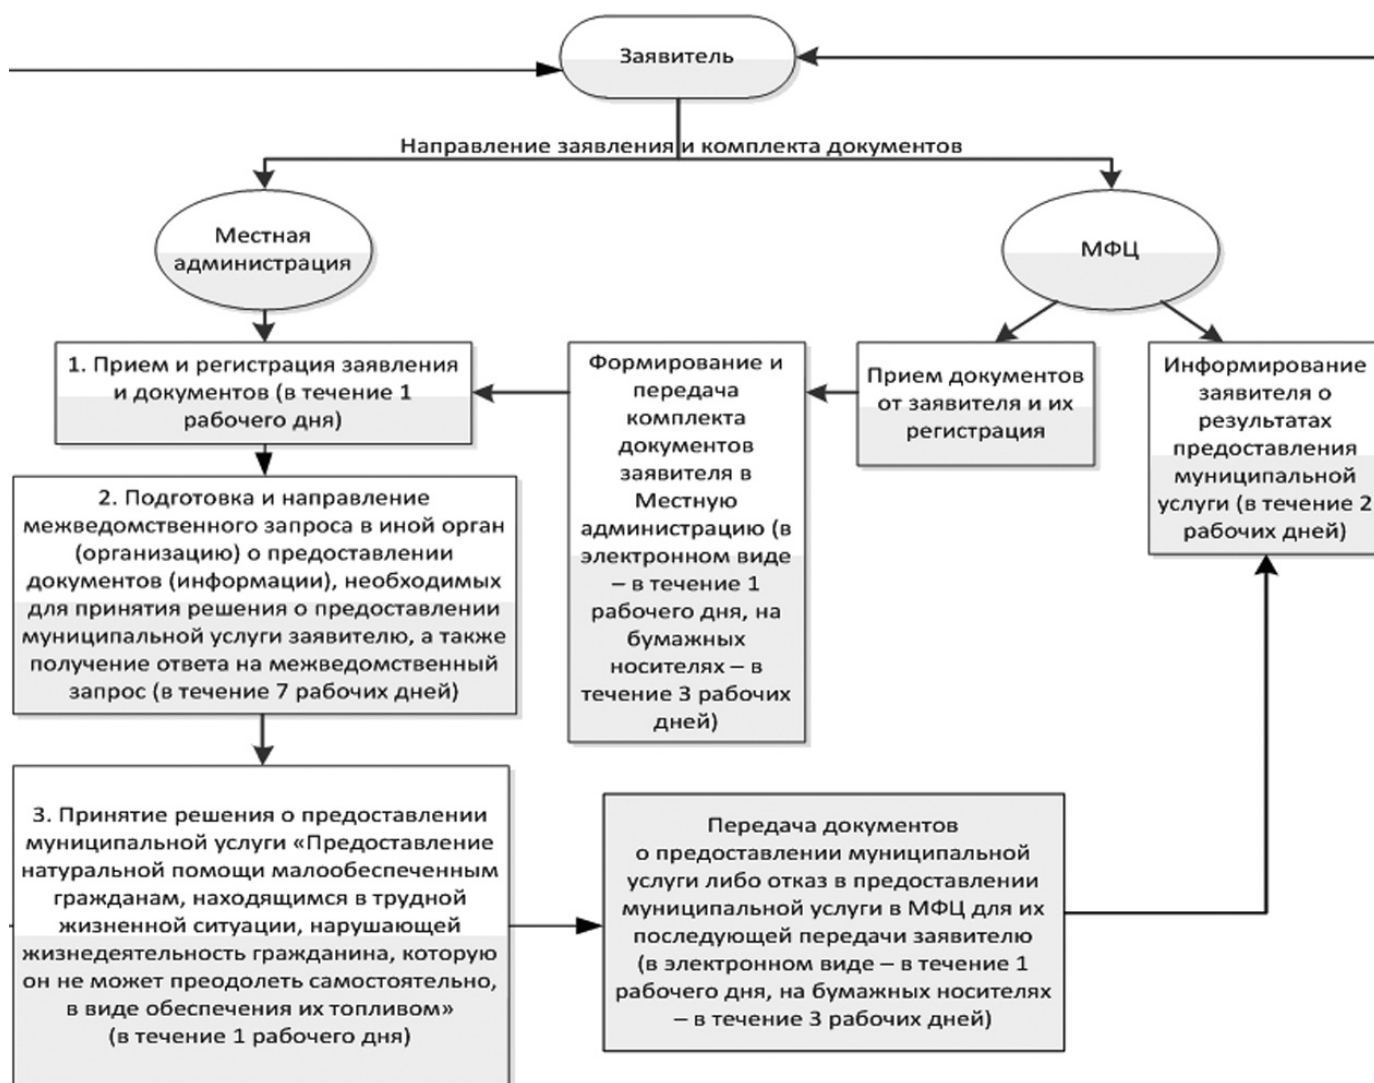 Заявитель
Направление заявления и комплекта документов
Местная
администрация
МФЦ
1. Прием и регистрация заявления
и документов (в течение 1
рабочего дня)
Формирование и
передача
комплекта
документов
заявителя в
Местную
администрацию (в
электронном виде
– в течение 1
рабочего дня, на
бумажных
носителях – в
течение 3 рабочих
дней)
Прием документов
от заявителя и их
регистрация
Информирование
заявителя о
результатах
предоставления
муниципальной
услуги (в течение 2
рабочих дней)
2. Подготовка и направление
межведомственного запроса в иной орган
(организацию) о предоставлении
документов (информации), необходимых
для принятия решения о предоставлении
муниципальной услуги заявителю, а также
получение ответа на межведомственный
запрос (в течение 7 рабочих дней)
3. Принятие решения о предоставлении
муниципальной услуги «Предоставление
натуральной помощи малообеспеченным
гражданам, находящимся в трудной
жизненной ситуации, нарушающей
жизнедеятельность гражданина, которую
он не может преодолеть самостоятельно,
в виде обеспечения их топливом»
(в течение 1 рабочего дня)
Передача документов
о предоставлении муниципальной
услуги либо отказ в предоставлении
муниципальной услуги в МФЦ для их
последующей передачи заявителю
(в электронном виде – в течение 1
рабочего дня, на бумажных носителях
– в течение 3 рабочих дней)